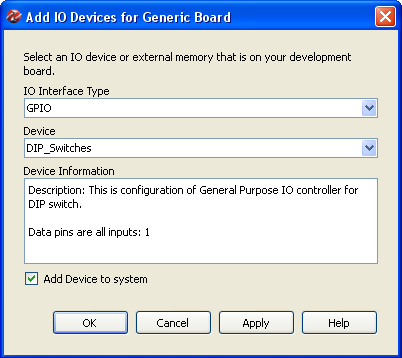 Add IO Devices for Generic Board
Select an IO device or external memory that is on your development
board.
IO Interface Type
GPIO
Device
DIP_Switches
Device Information
Description: This is configuration of General Purpose IO controller for
DIP switch.
Data pins are all inputs: 1
Add Device to system
OK Cancel Apply Help